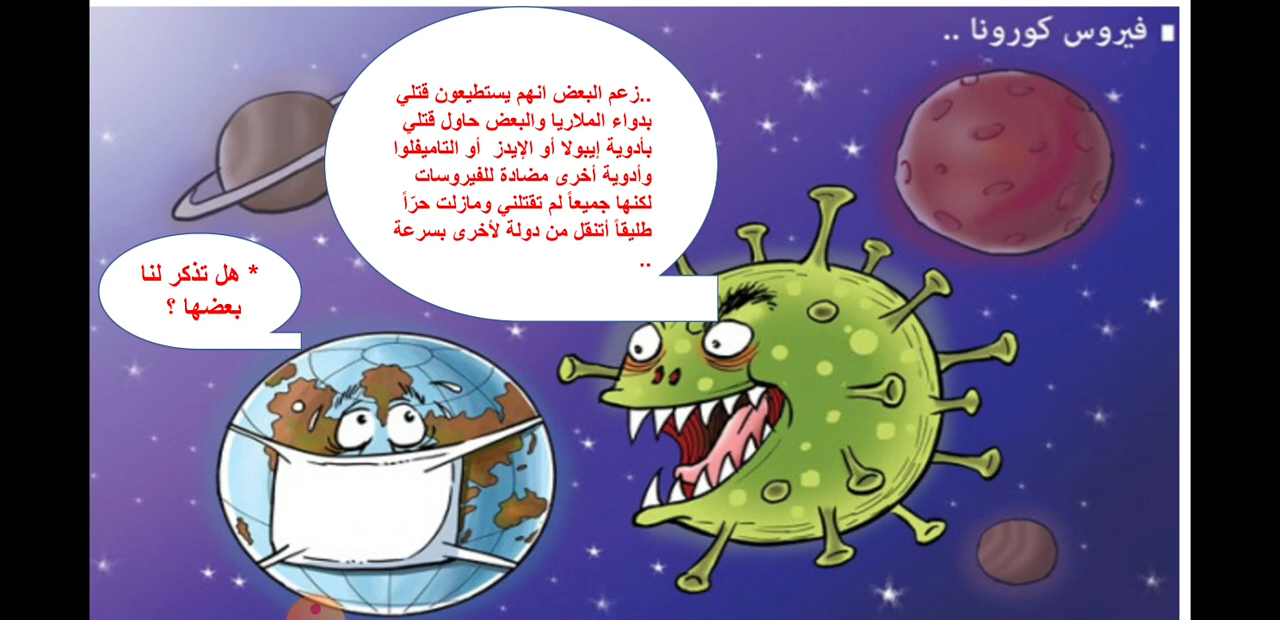 ▪ فيروس كورونا ..
* هل تذكر لنا
بعضها ؟
..زعم البعض انهم يستطيعون قتلي
بدواء الملاريا والبعض حاول قتلي
بأدوية إيبولا أو الإيدز أو التاميفلوا
وأدوية أخرى مضادة للفيروسات
لكنها جميعاً لم تقتلني ومازلت حرّاً
طليقاً أتنقل من دولة لأخرى بسرعة
..